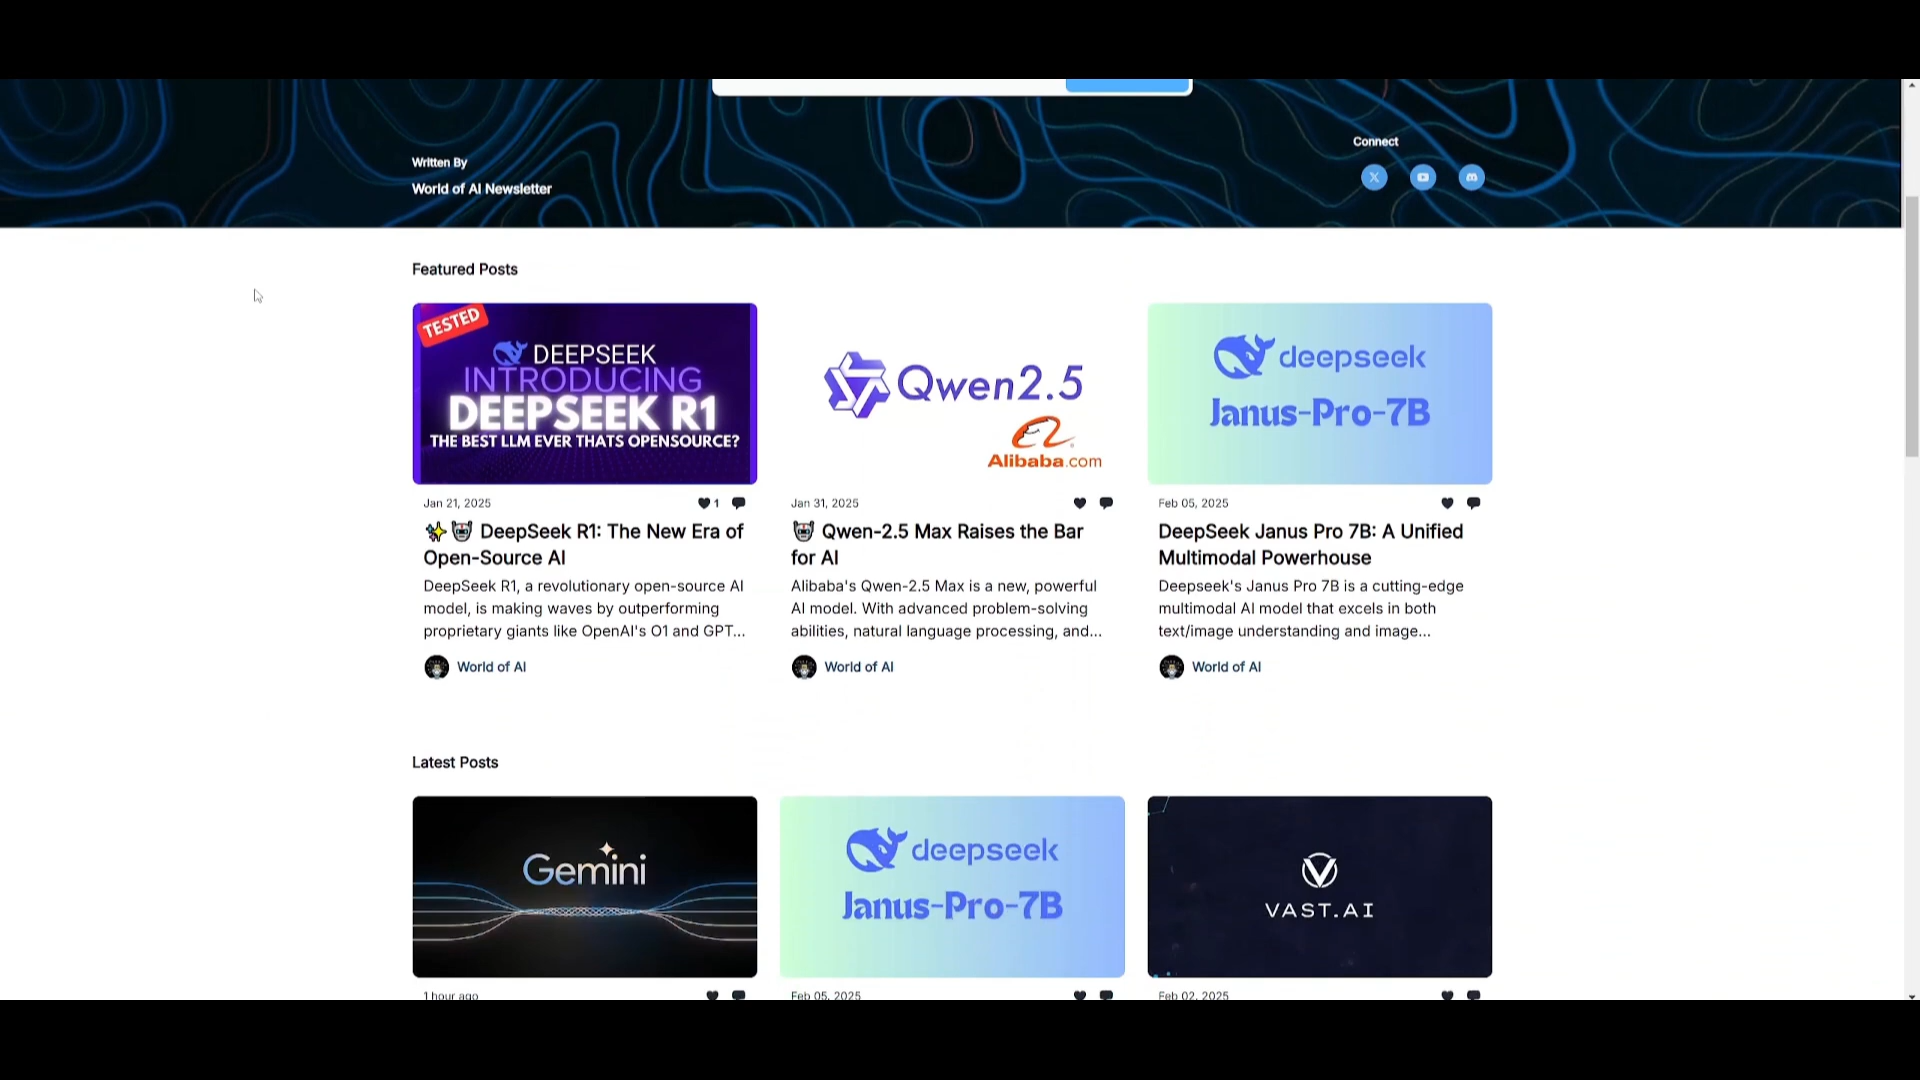 Connect
Written By
World of AI Newsletter
Featured Posts
TESTED
DEEPSEEK
INTRODUCING
DEEPSEEK R1
THE BEST LLM EVER THATS OPENSOURCE?
Jan 21, 2025
1
DeepSeek R1: The New Era of
Open-Source AI
DeepSeek R1, a revolutionary open-source AI
model, is making waves by outperforming
proprietary giants like OpenAI's O1 and GPT...
World of AI
Qwen2.5
Alibaba.com
Jan 31, 2025
Qwen-2.5 Max Raises the Bar
for AI
Alibaba's Qwen-2.5 Max is a new, powerful
AI model. With advanced problem-solving
abilities, natural language processing, and...
World of AI
deepseek
Janus-Pro-7B
Feb 05, 2025
DeepSeek Janus Pro 7B: A Unified
Multimodal Powerhouse
Deepseek's Janus Pro 7B is a cutting-edge
multimodal AI model that excels in both
text/image understanding and image...
World of AI
Latest Posts
Gemini
1 hour ago
deepseek
Janus-Pro-7B
Feb 05, 2025
VAST.AI
Feb 02, 2025